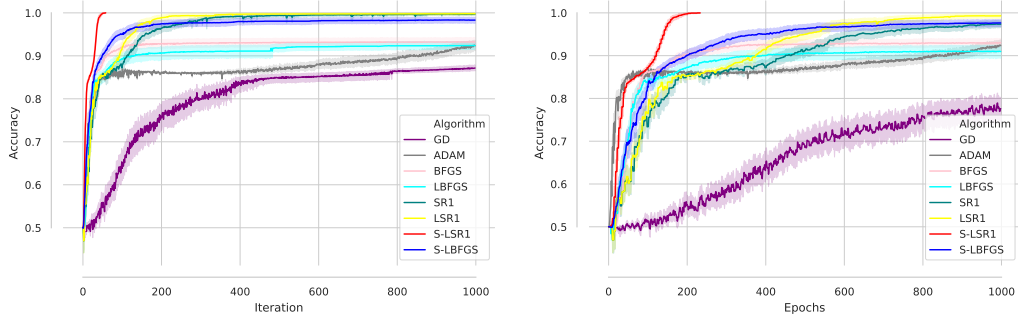 1.0
0.9
0.8
0.7
0.6
0.5
Accuracy
0 200 400 600 800 1000
Iteration
Algorithm
GD
ADAM
BFGS
LBFGS
SR1
LSR1
S-LSR1
S-LBFGS
1.0
0.9
0.8
0.7
0.6
0.5
Accuracy
0 200 400 600 800 1000
Epochs
Algorithm
GD
ADAM
BFGS
LBFGS
SR1
LSR1
S-LSR1
S-LBFGS